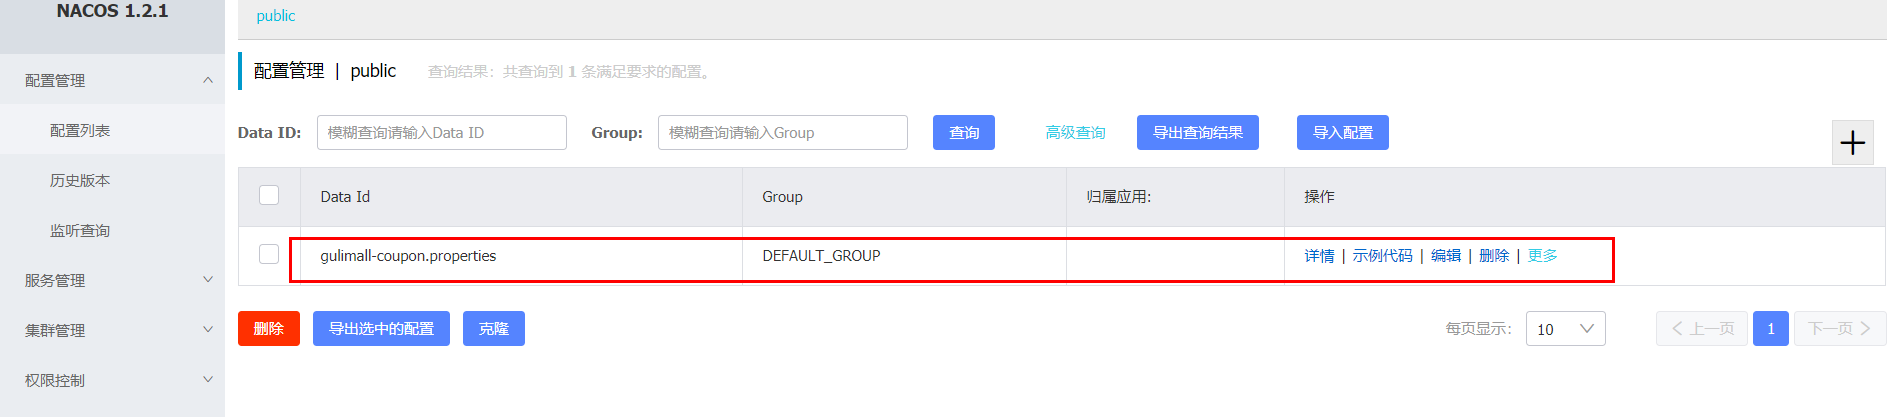 NACOS 1.2.1
public
配置管理
配置列表
历史版本
监听查询
服务管理
集群管理
权限控制
配置管理 | public 查询结果：共查询到 1 条满足要求的配置。
Data ID: 模糊查询请输入Data ID Group: 模糊查询请输入Group 查询 高级查询 导出查询结果 导入配置
Data Id Group 归属应用: 操作
gulimall-coupon.properties DEFAULT_GROUP 详情 | 示例代码 | 编辑 | 删除 | 更多
删除 导出选中的配置 克隆 每页显示: 10 上一页 1 下一页